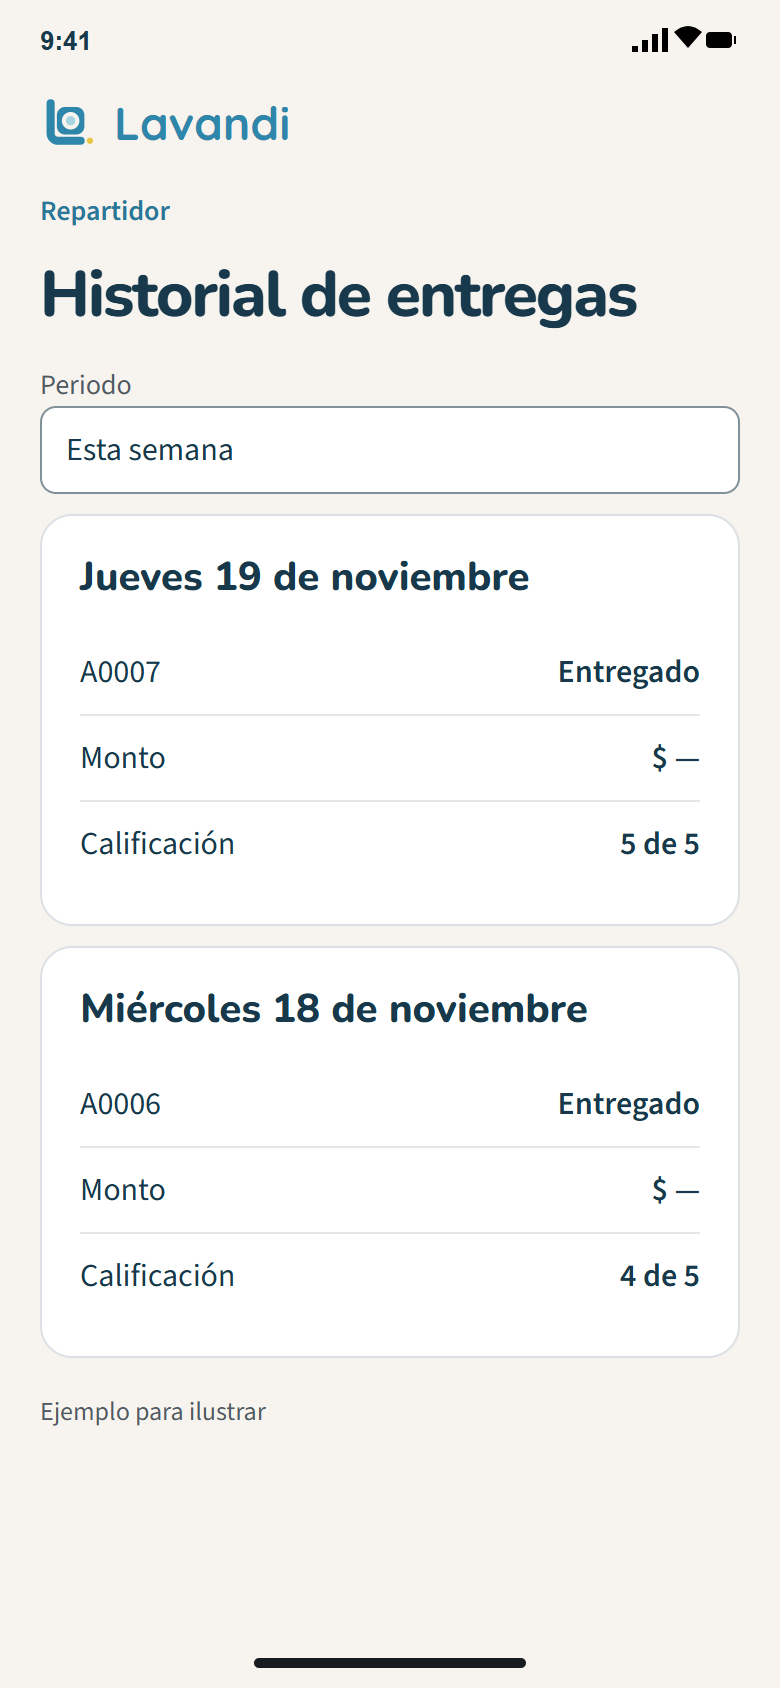 9:41
Lavandi
Repartidor
Historial de entregas
Periodo
Esta semana
Jueves 19 de noviembre
A0007 Entregado
Monto $ —
Calificación 5 de 5
Miércoles 18 de noviembre
A0006 Entregado
Monto $ —
Calificación 4 de 5
Ejemplo para ilustrar